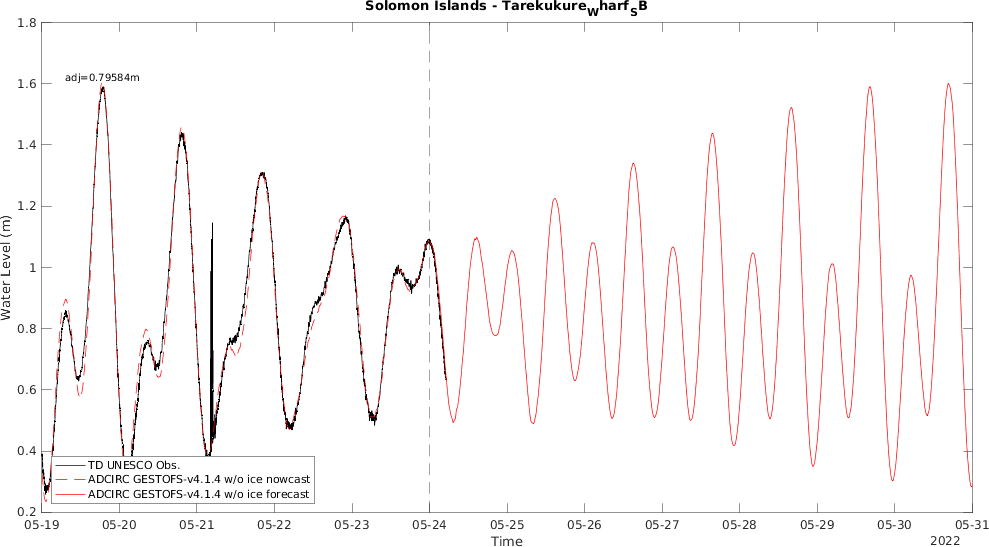 Solomon Islands - Tarekukure_Wharf_SB
adj=0.79584m
Water Level (m)
1.8
1.6
1.4
1.2
1
0.8
0.6
0.4
0.2
TD UNESCO Obs.
ADCIRC GESTOFS-v4.1.4 w/o ice nowcast
ADCIRC GESTOFS-v4.1.4 w/o ice forecast
05-19 05-20 05-21 05-22 05-23 05-24 05-25 05-26 05-27 05-28 05-29 05-30 05-31
Time
2022